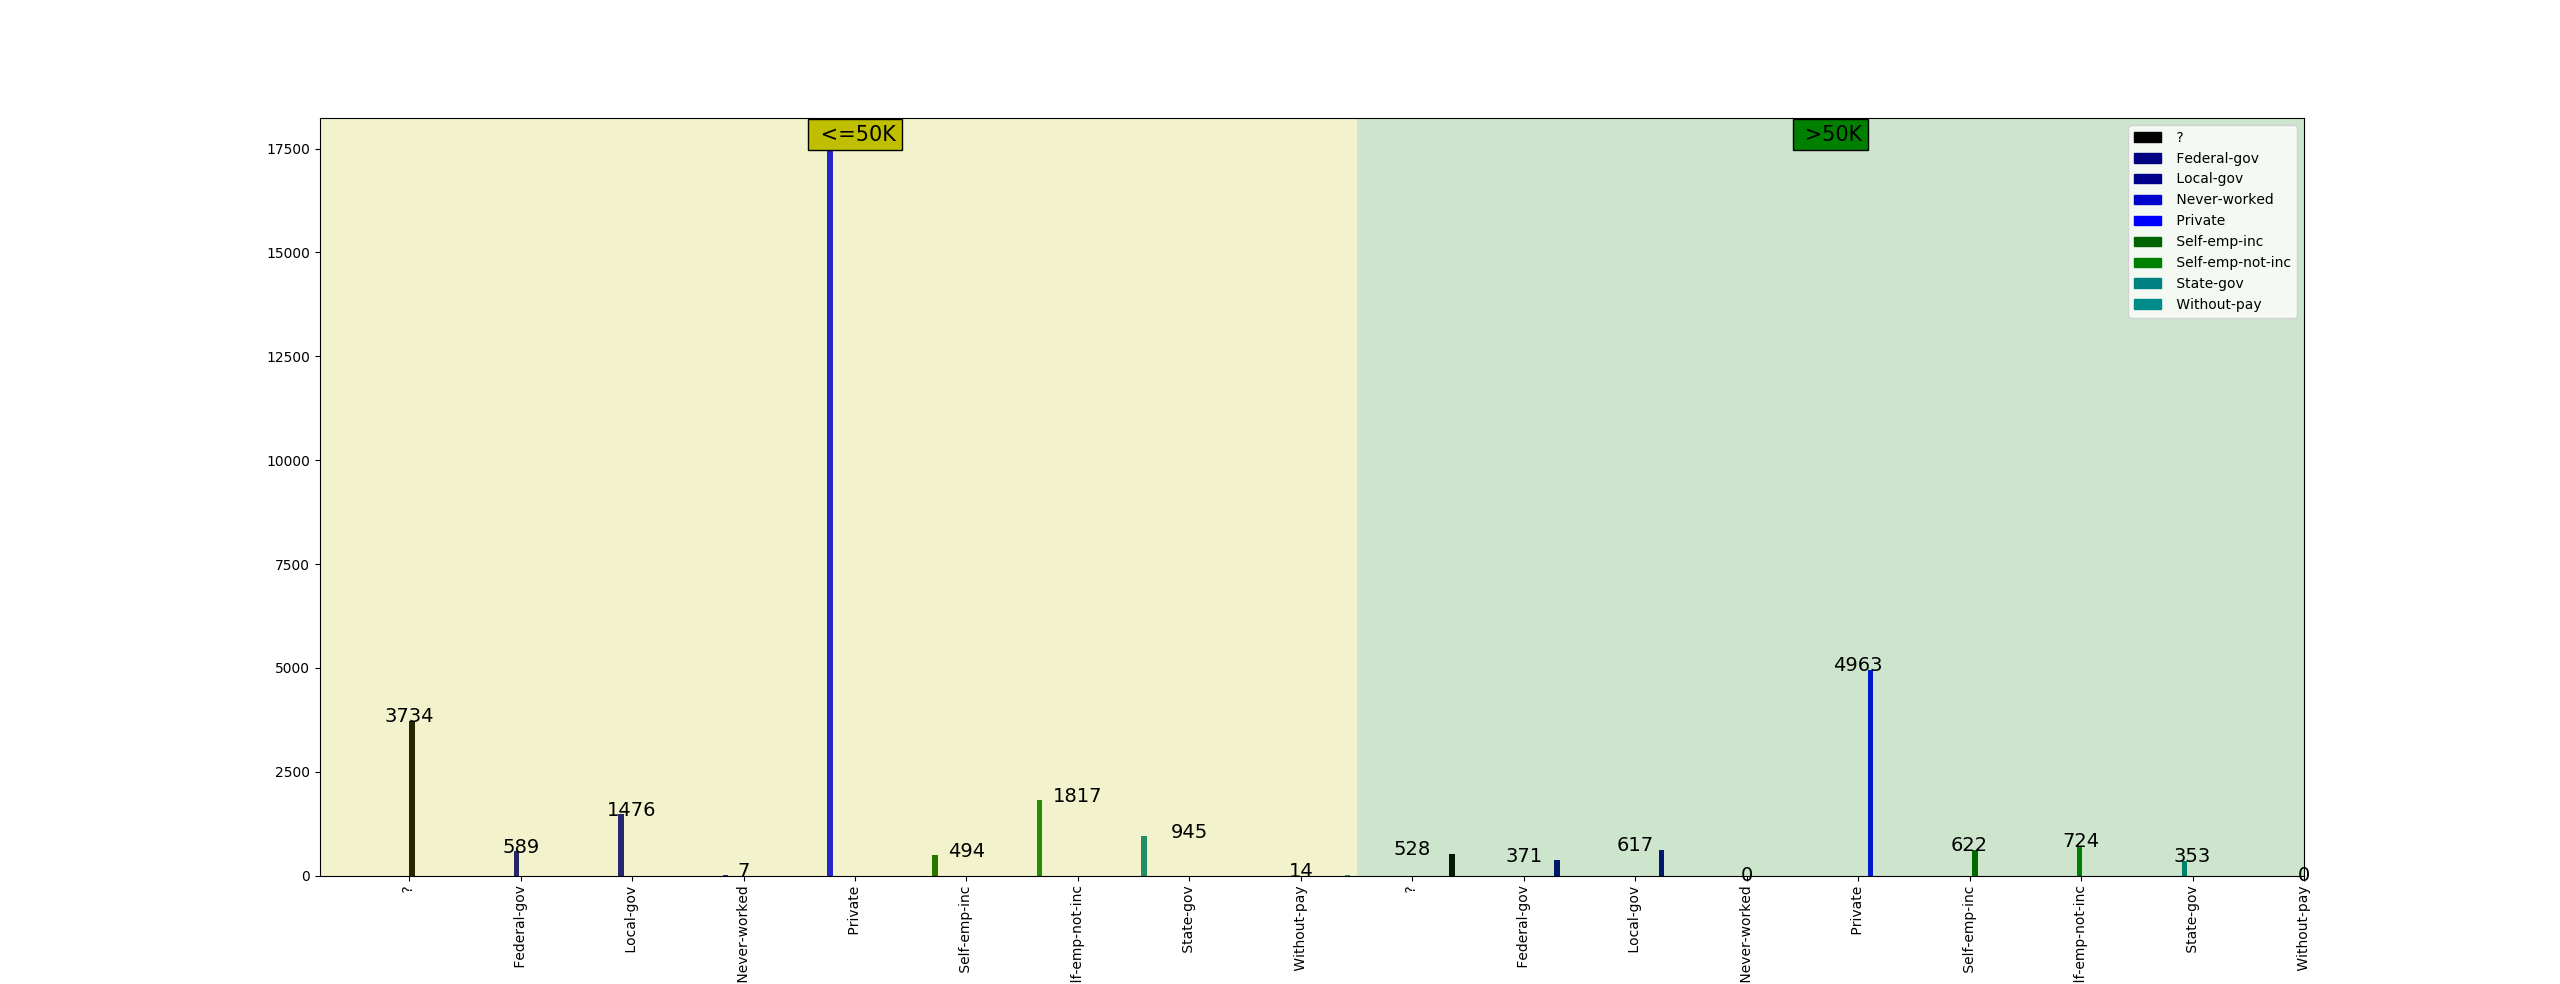 <=50K
>50K
?
Federal-gov
Local-gov
Never-worked
Private
Self-emp-inc
Self-emp-not-inc
State-gov
Without-pay
17500
15000
12500
10000
7500
5000
2500
0
3734
589
1476
7
494
1817
945
14
528
371
617
0
4963
622
724
353
0
?
Federal-gov
Local-gov
Never-worked
Private
Self-emp-inc
lf-emp-not-inc
State-gov
Without-pay
?
Federal-gov
Local-gov
Never-worked
Private
Self-emp-inc
lf-emp-not-inc
State-gov
Without-pay